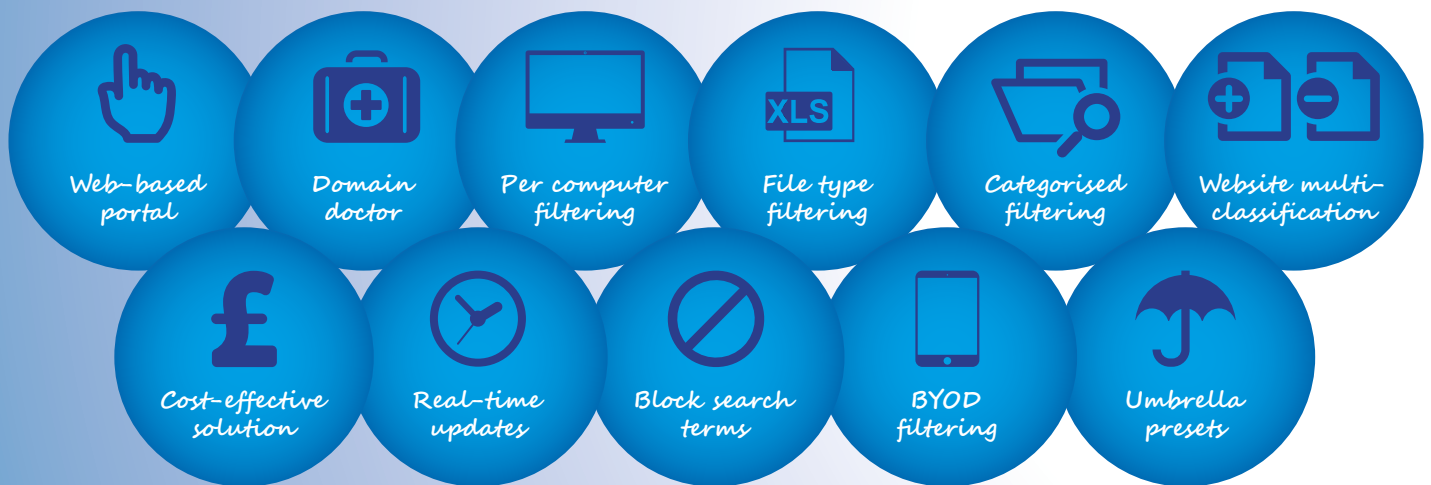 XLS
Web-based
portal
Domain
doctor
Per computer
filtering
File type
filtering
Categorised
filtering
Website multi-
classification
£
Cost-effective
solution
Real-time
updates
Block search
terms
BYOD
filtering
Umbrella
presets